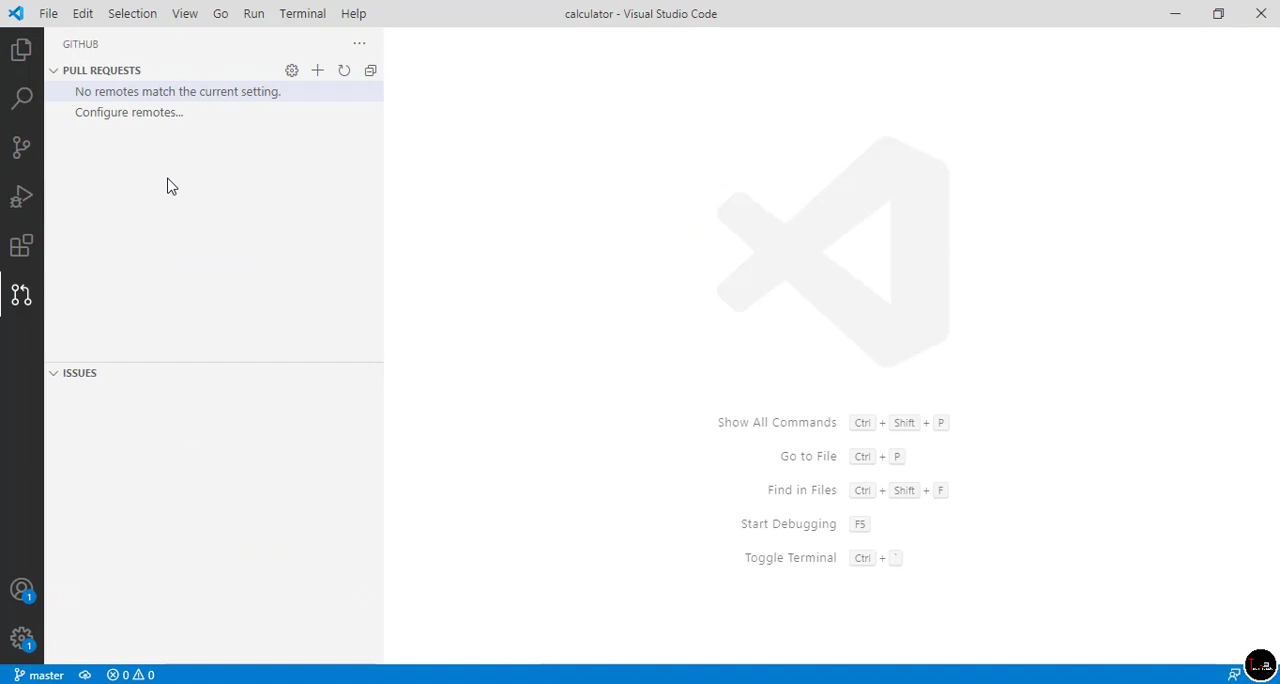 File Edit Selection View Go Run Terminal Help
calculator - Visual Studio Code
GITHUB
PULL REQUESTS
No remotes match the current setting.
Configure remotes...
ISSUES
Show All Commands Ctrl + Shift + P
Go to File Ctrl + P
Find in Files Ctrl + Shift + F
Start Debugging F5
Toggle Terminal Ctrl + `
1
1
master 0 0